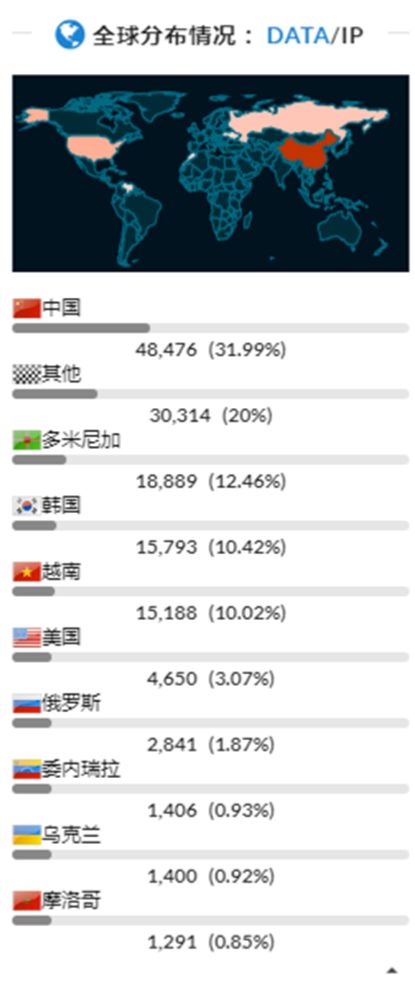 全球分布情况： DATA/IP
中国
48,476 (31.99%)
其他
30,314 (20%)
多米尼加
18,889 (12.46%)
韩国
15,793 (10.42%)
越南
15,188 (10.02%)
美国
4,650 (3.07%)
俄罗斯
2,841 (1.87%)
委内瑞拉
1,406 (0.93%)
乌克兰
1,400 (0.92%)
摩洛哥
1,291 (0.85%)